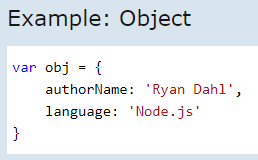 Example: Object
var obj = {
    authorName: 'Ryan Dahl',
    language: 'Node.js'
}